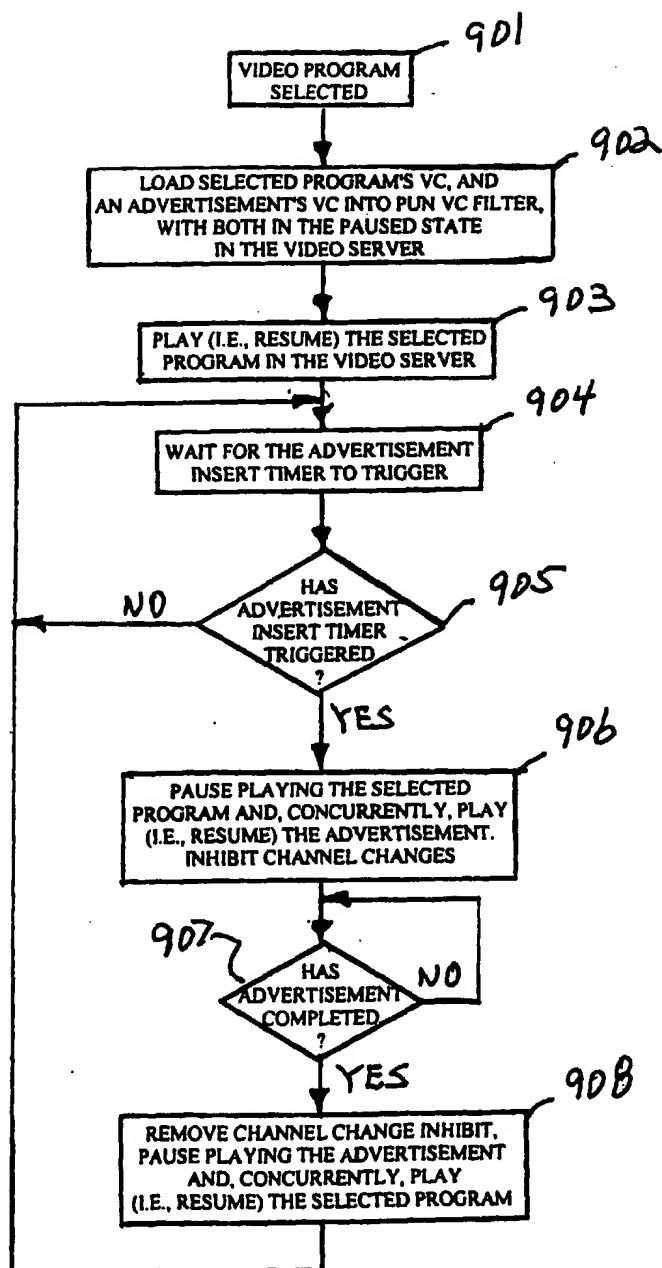 901
VIDEO PROGRAM
SELECTED
902
LOAD SELECTED PROGRAM'S VC, AND
AN ADVERTISEMENT'S VC INTO PUN VC FILTER,
WITH BOTH IN THE PAUSED STATE
IN THE VIDEO SERVER
903
PLAY (I.E., RESUME) THE SELECTED
PROGRAM IN THE VIDEO SERVER
904
WAIT FOR THE ADVERTISEMENT
INSERT TIMER TO TRIGGER
905
HAS
ADVERTISEMENT
INSERT TIMER
TRIGGERED
?
NO
YES
906
PAUSE PLAYING THE SELECTED
PROGRAM AND, CONCURRENTLY, PLAY
(I.E., RESUME) THE ADVERTISEMENT.
INHIBIT CHANNEL CHANGES
907
HAS
ADVERTISEMENT
COMPLETED
?
NO
YES
908
REMOVE CHANNEL CHANGE INHIBIT,
PAUSE PLAYING THE ADVERTISEMENT
AND, CONCURRENTLY, PLAY
(I.E., RESUME) THE SELECTED PROGRAM